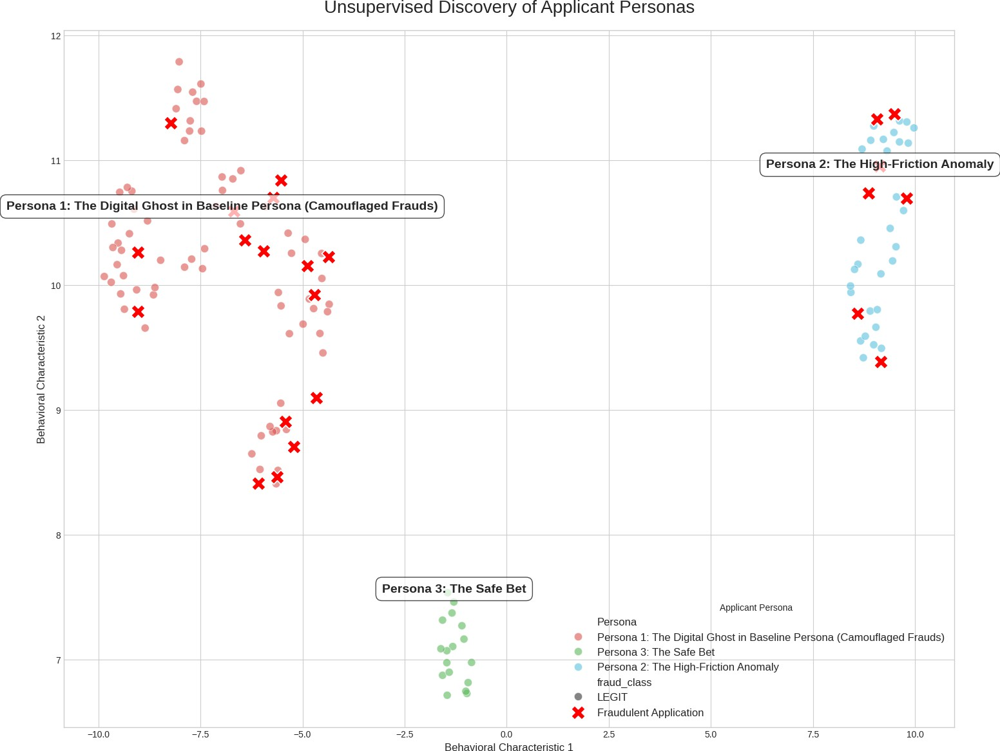 Unsupervised Discovery of Applicant Personas
12
11
10
9
8
7
Behavioral Characteristic 2
Persona 1: The Digital Ghost in Baseline Persona (Camouflaged Frauds)
Persona 2: The High-Friction Anomaly
Persona 3: The Safe Bet
Applicant Persona
Persona
Persona 1: The Digital Ghost in Baseline Persona (Camouflaged Frauds)
Persona 3: The Safe Bet
Persona 2: The High-Friction Anomaly
fraud_class
LEGIT
Fraudulent Application
−10.0 −7.5 −5.0 −2.5 0.0 2.5 5.0 7.5 10.0
Behavioral Characteristic 1